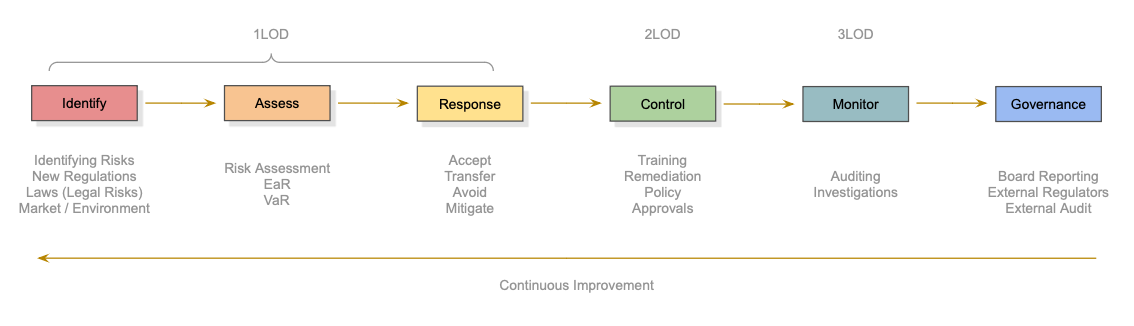 1LOD
2LOD
3LOD
Identify
Assess
Response
Control
Monitor
Governance
Identifying Risks
New Regulations
Laws (Legal Risks)
Market / Environment
Risk Assessment
EaR
VaR
Accept
Transfer
Avoid
Mitigate
Training
Remediation
Policy
Approvals
Auditing
Investigations
Board Reporting
External Regulators
External Audit
Continuous Improvement